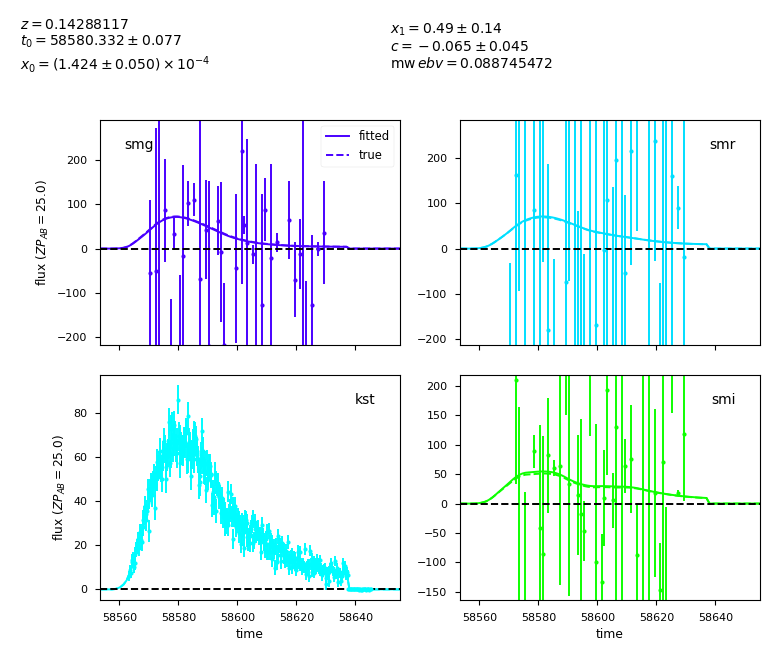 z = 0.14288117
t₀ = 58580.332 ± 0.077
x₀ = (1.424 ± 0.050) × 10⁻⁴
x₁ = 0.49 ± 0.14
c = −0.065 ± 0.045
mw ebv = 0.088745472
smg
fitted
true
flux (ZP_AB = 25.0)
200
100
0
−100
−200
smr
200
100
0
−100
−200
kst
flux (ZP_AB = 25.0)
80
60
40
20
0
58560 58580 58600 58620 58640
time
smi
200
150
100
50
0
−50
−100
−150
58560 58580 58600 58620 58640
time